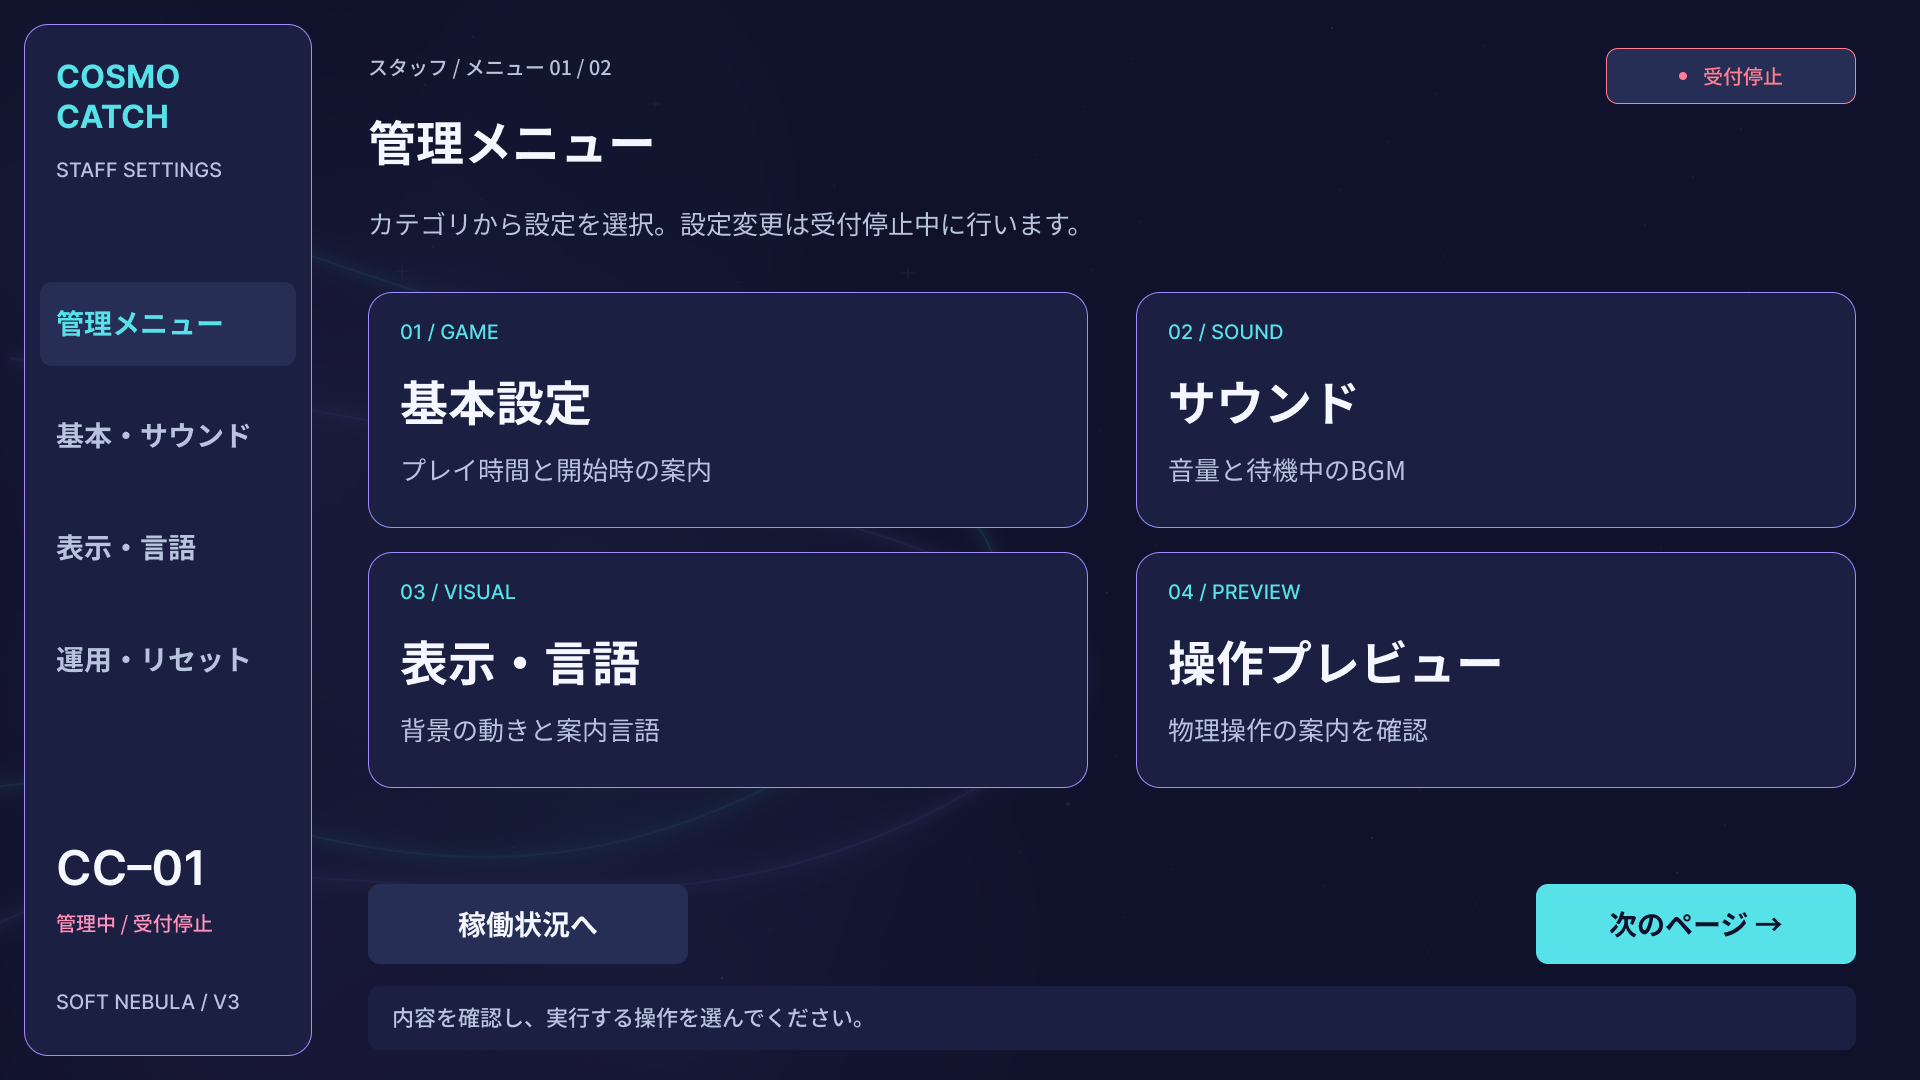 COSMO
CATCH
STAFF SETTINGS
管理メニュー
基本・サウンド
表示・言語
運用・リセット
CC–01
管理中 / 受付停止
SOFT NEBULA / V3
スタッフ / メニュー 01 / 02
管理メニュー
カテゴリから設定を選択。設定変更は受付停止中に行います。
• 受付停止
01 / GAME
基本設定
プレイ時間と開始時の案内
02 / SOUND
サウンド
音量と待機中のBGM
03 / VISUAL
表示・言語
背景の動きと案内言語
04 / PREVIEW
操作プレビュー
物理操作の案内を確認
稼働状況へ
次のページ →
内容を確認し、実行する操作を選んでください。